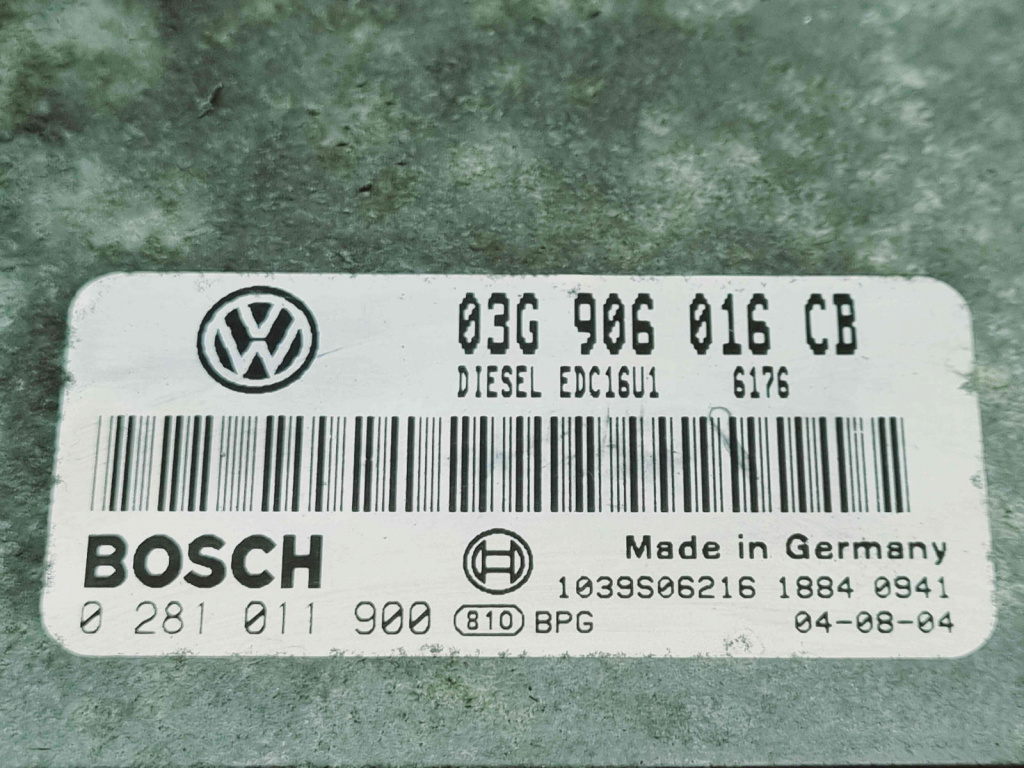 03G 906 016 CB
DIESEL EDC16U1 6176
BOSCH
Made in Germany
1039S06216 1884 0941
0 281 011 900 810 BPG 04-08-04